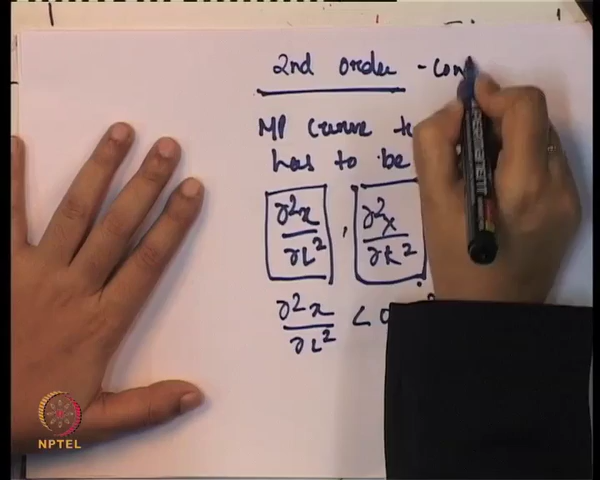 2nd order - con
MP curve
has to be
∂²x/∂L² , ∂²x/∂K²
∂²x/∂L² < 0
NPTEL